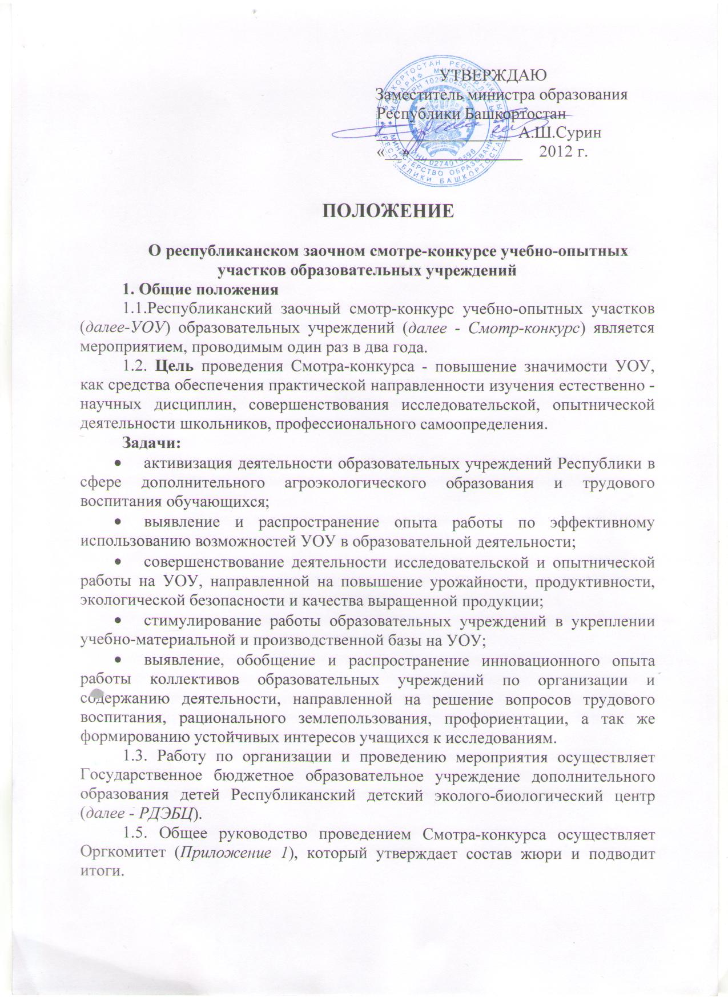 УТВЕРЖДАЮ
Заместитель министра образования
Республики Башкортостан
________________ А.Ш.Сурин
«__» _____________ 2012 г.
БАШКОРТОСТАН РЕСПУБЛИКАҺЫ
МИНИСТЕРСТВО ОБРАЗОВАНИЯ
РЕСПУБЛИКИ БАШКОРТОСТАН
ИНН 0274019596
ПОЛОЖЕНИЕ
О республиканском заочном смотре-конкурсе учебно-опытных
участков образовательных учреждений
1. Общие положения
1.1.Республиканский заочный смотр-конкурс учебно-опытных участков
(далее-УОУ) образовательных учреждений (далее - Смотр-конкурс) является
мероприятием, проводимым один раз в два года.
1.2. Цель проведения Смотра-конкурса - повышение значимости УОУ,
как средства обеспечения практической направленности изучения естественно -
научных дисциплин, совершенствования исследовательской, опытнической
деятельности школьников, профессионального самоопределения.
Задачи:
• активизация деятельности образовательных учреждений Республики в
сфере дополнительного агроэкологического образования и трудового
воспитания обучающихся;
• выявление и распространение опыта работы по эффективному
использованию возможностей УОУ в образовательной деятельности;
• совершенствование деятельности исследовательской и опытнической
работы на УОУ, направленной на повышение урожайности, продуктивности,
экологической безопасности и качества выращенной продукции;
• стимулирование работы образовательных учреждений в укреплении
учебно-материальной и производственной базы на УОУ;
• выявление, обобщение и распространение инновационного опыта
работы коллективов образовательных учреждений по организации и
содержанию деятельности, направленной на решение вопросов трудового
воспитания, рационального землепользования, профориентации, а так же
формированию устойчивых интересов учащихся к исследованиям.
1.3. Работу по организации и проведению мероприятия осуществляет
Государственное бюджетное образовательное учреждение дополнительного
образования детей Республиканский детский эколого-биологический центр
(далее - РДЭБЦ).
1.5. Общее руководство проведением Смотра-конкурса осуществляет
Оргкомитет (Приложение 1), который утверждает состав жюри и подводит
итоги.